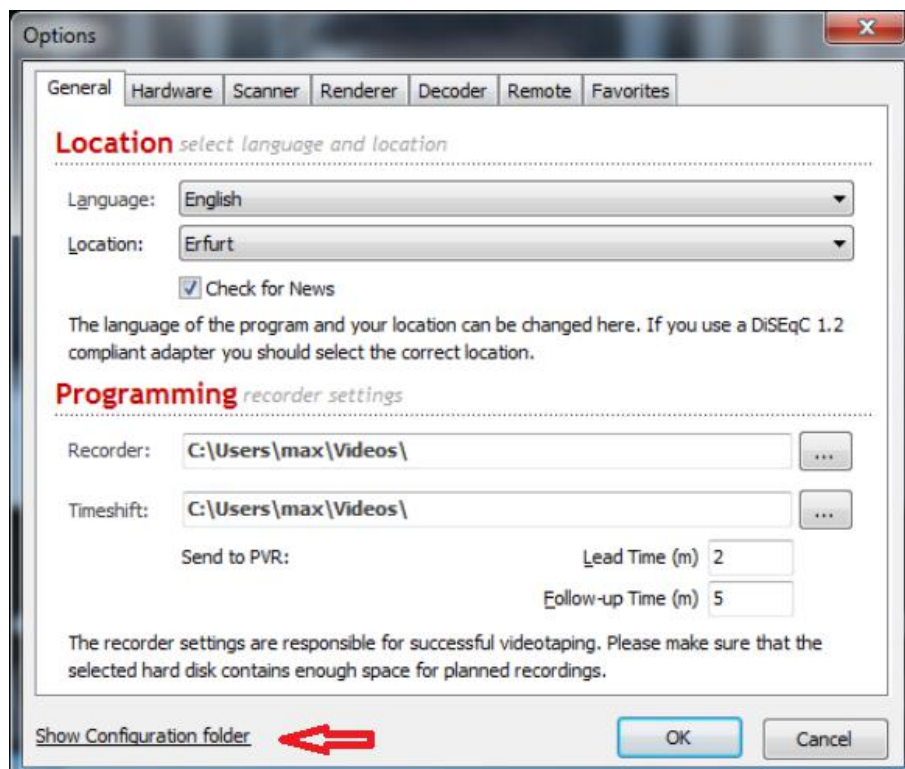 Options
General Hardware Scanner Renderer Decoder Remote Favorites
Location select language and location
Language: English
Location: Erfurt
Check for News
The language of the program and your location can be changed here. If you use a DiSEqC 1.2
compliant adapter you should select the correct location.
Programming recorder settings
Recorder: C:\Users\max\Videos\ ...
Timeshift: C:\Users\max\Videos\ ...
Send to PVR: Lead Time (m) 2
Follow-up Time (m) 5
The recorder settings are responsible for successful videotaping. Please make sure that the
selected hard disk contains enough space for planned recordings.
Show Configuration folder OK Cancel